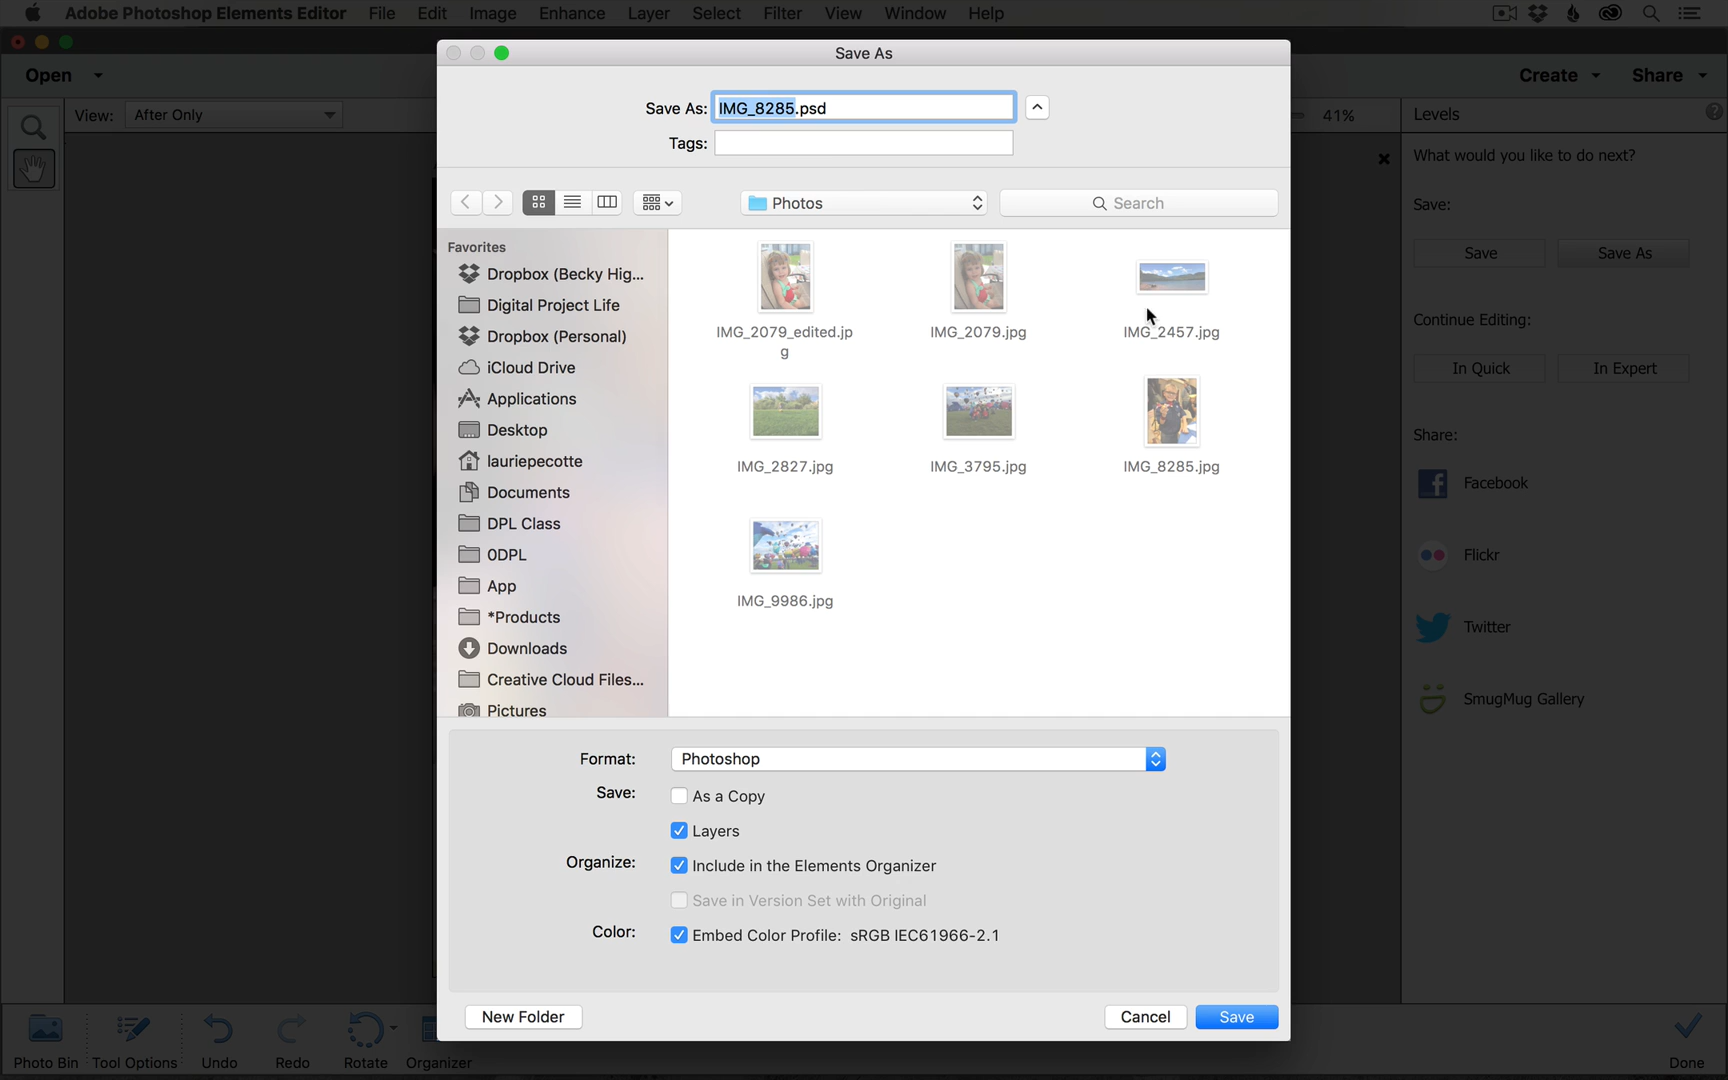 Adobe Photoshop Elements Editor File Edit Image Enhance Layer Select Filter View Window Help
Save As
Open
Create
Share
Save As: IMG_8285.psd
View: After Only
41%
Levels
Tags:
What would you like to do next?
Photos
Search
Save:
Favorites
Save
Save As
Dropbox (Becky Hig...
Digital Project Life
IMG_2079_edited.jp
g
IMG_2079.jpg
IMG_2457.jpg
Continue Editing:
Dropbox (Personal)
iCloud Drive
In Quick
In Expert
Applications
Desktop
Share:
lauriepecotte
IMG_2827.jpg
IMG_3795.jpg
IMG_8285.jpg
Documents
Facebook
DPL Class
0DPL
Flickr
App
IMG_9986.jpg
*Products
Twitter
Downloads
Creative Cloud Files...
SmugMug Gallery
Pictures
Format: Photoshop
Save: As a Copy
Layers
Organize: Include in the Elements Organizer
Save in Version Set with Original
Color: Embed Color Profile: sRGB IEC61966-2.1
New Folder
Cancel
Save
Photo Bin
Tool Options
Undo
Redo
Rotate
Organizer
Done